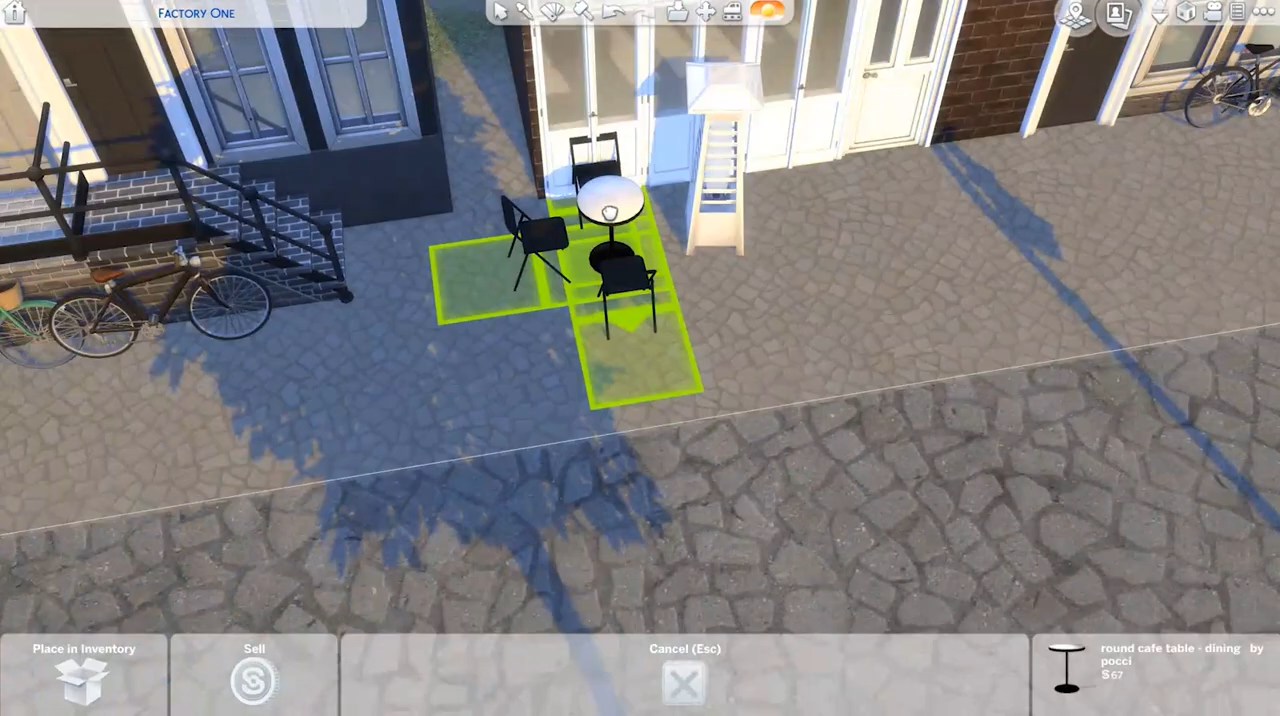 FACTORY ONE
Place in Inventory
Sell
Cancel (Esc)
round cafe table - dining by
pocci
§67